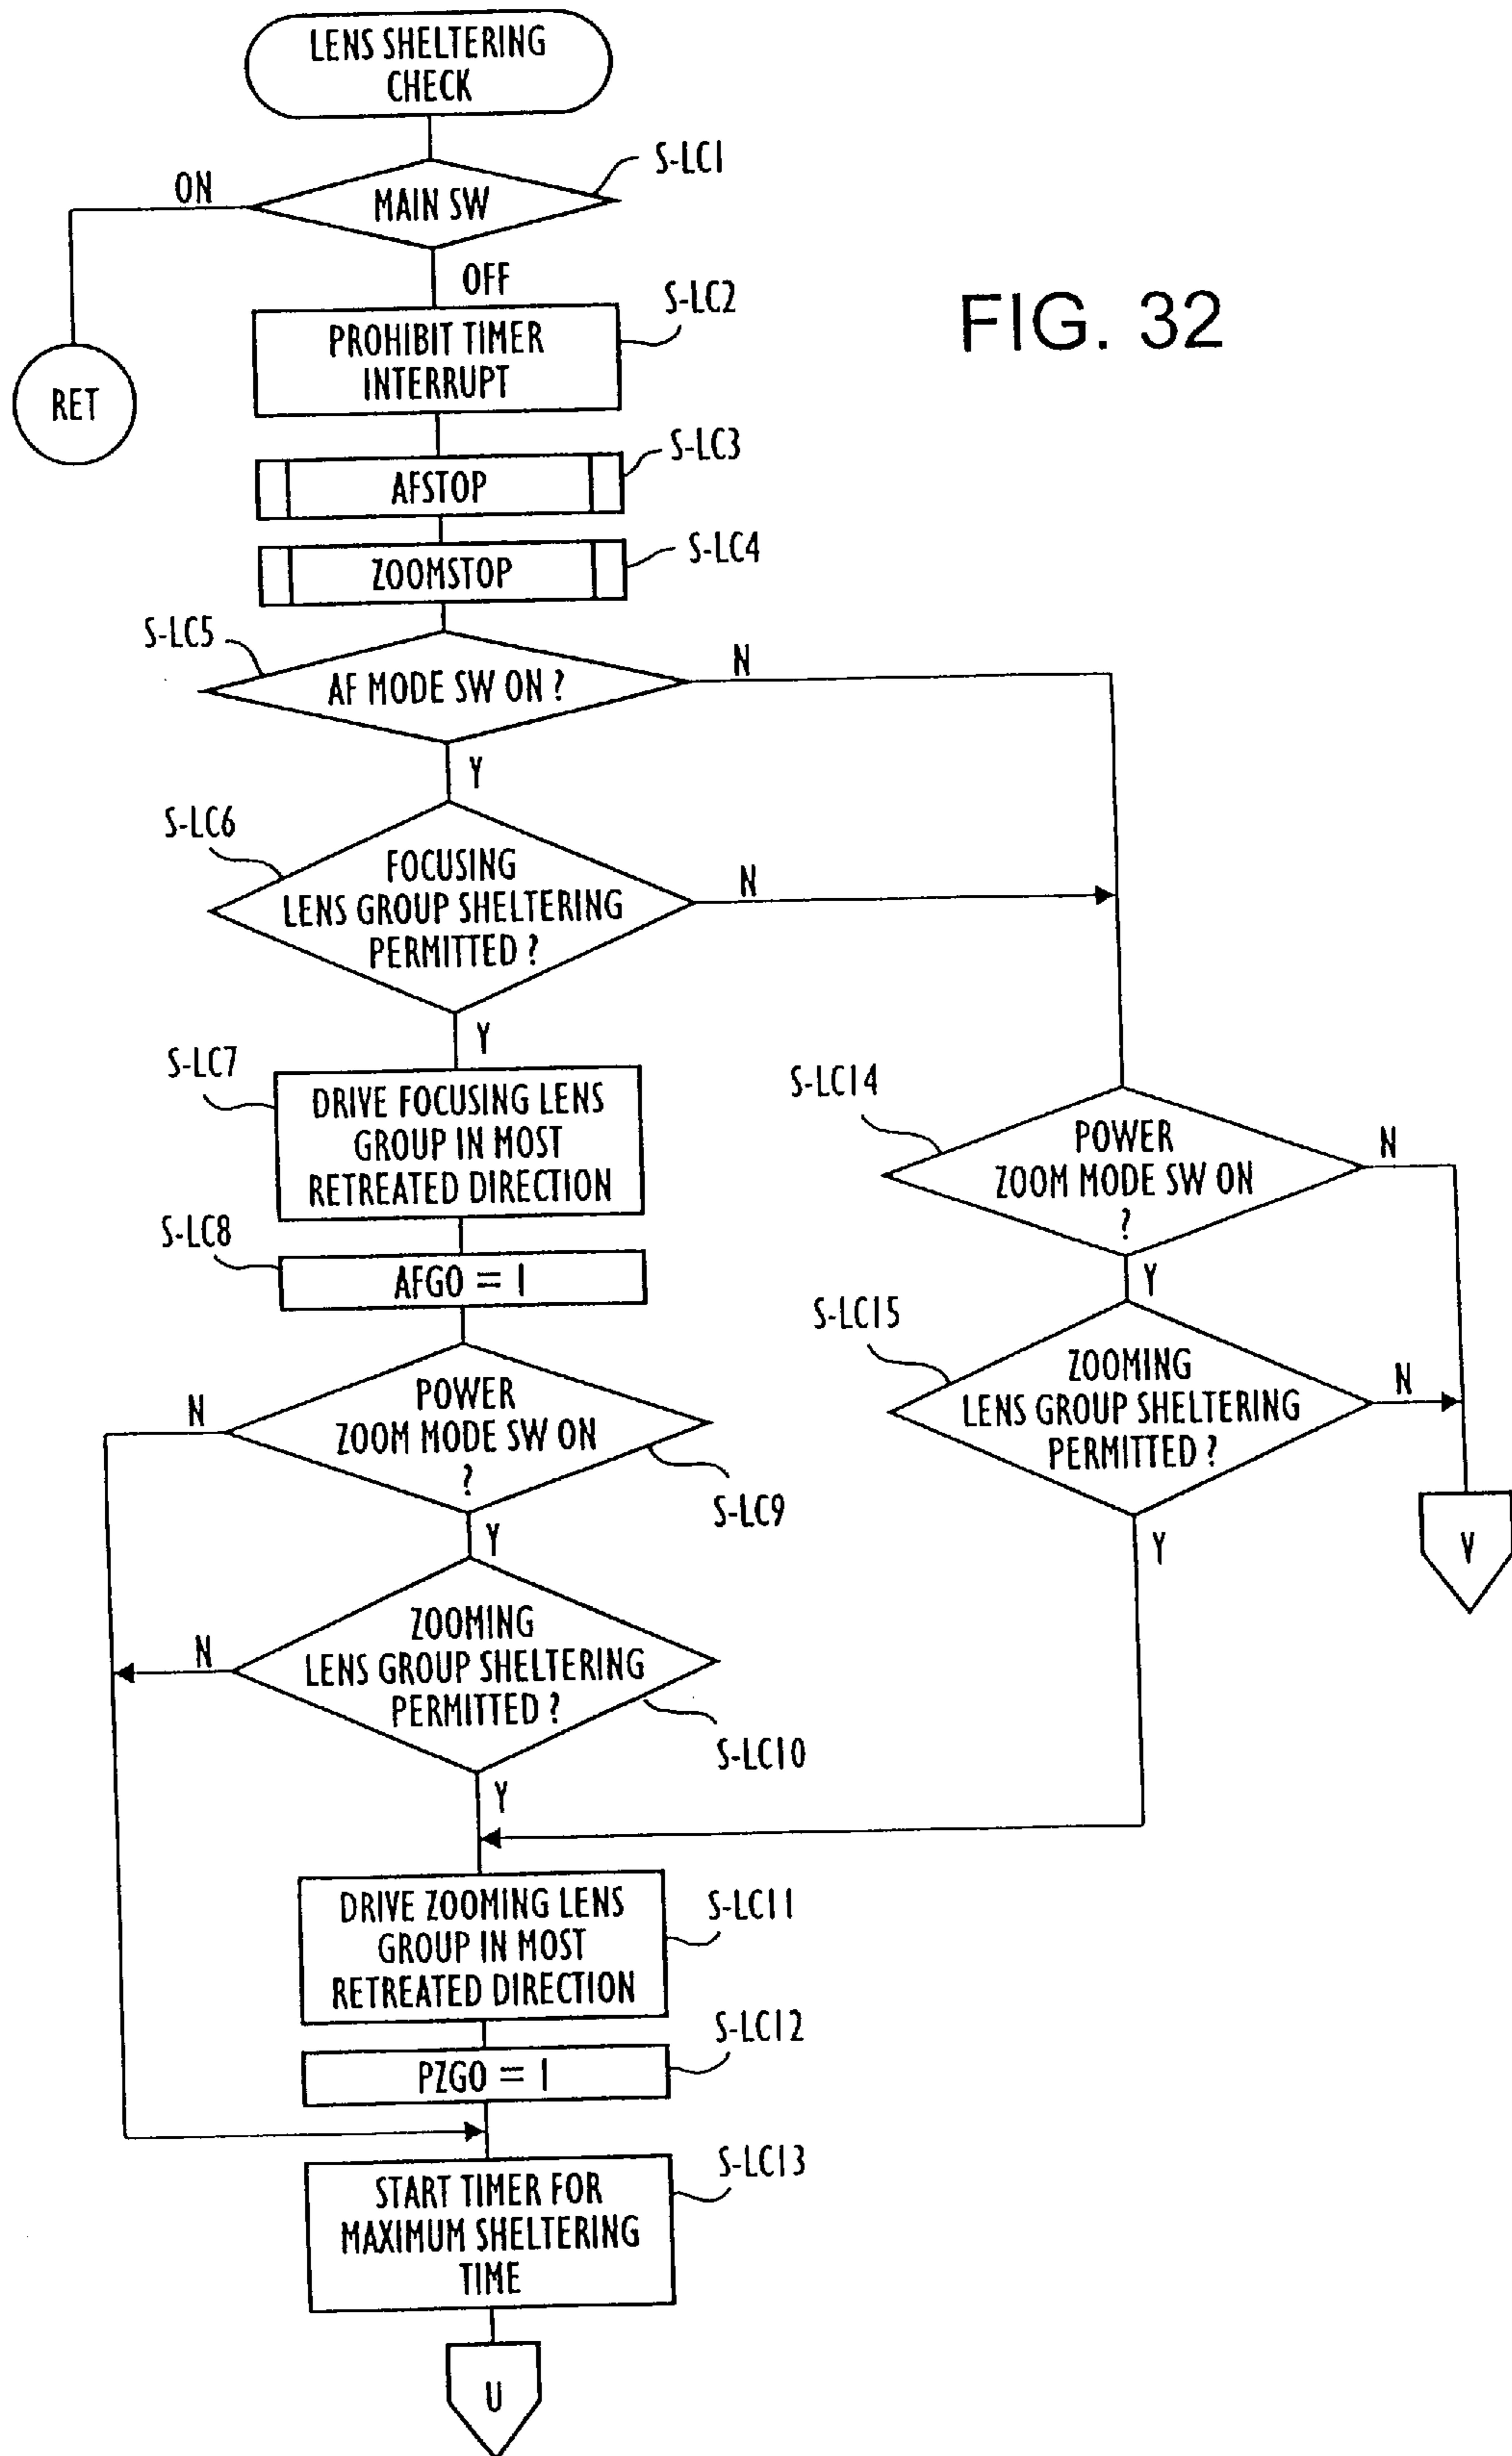 LENS SHELTERING
CHECK
S-LC1
ON
MAIN SW
OFF
S-LC2
PROHIBIT TIMER
INTERRUPT
FIG. 32
RET
S-LC3
AFSTOP
S-LC4
ZOOMSTOP
S-LC5
AF MODE SW ON ?
N
Y
S-LC6
FOCUSING
LENS GROUP SHELTERING
PERMITTED ?
N
Y
S-LC7
DRIVE FOCUSING LENS
GROUP IN MOST
RETREATED DIRECTION
S-LC8
AFGO = 1
S-LC14
POWER
ZOOM MODE SW ON
?
N
Y
S-LC15
ZOOMING
LENS GROUP SHELTERING
PERMITTED ?
N
Y
V
POWER
ZOOM MODE SW ON
?
N
S-LC9
Y
ZOOMING
LENS GROUP SHELTERING
PERMITTED ?
N
S-LC10
Y
DRIVE ZOOMING LENS
GROUP IN MOST
RETREATED DIRECTION
S-LC11
S-LC12
PZGO = 1
S-LC13
START TIMER FOR
MAXIMUM SHELTERING
TIME
U